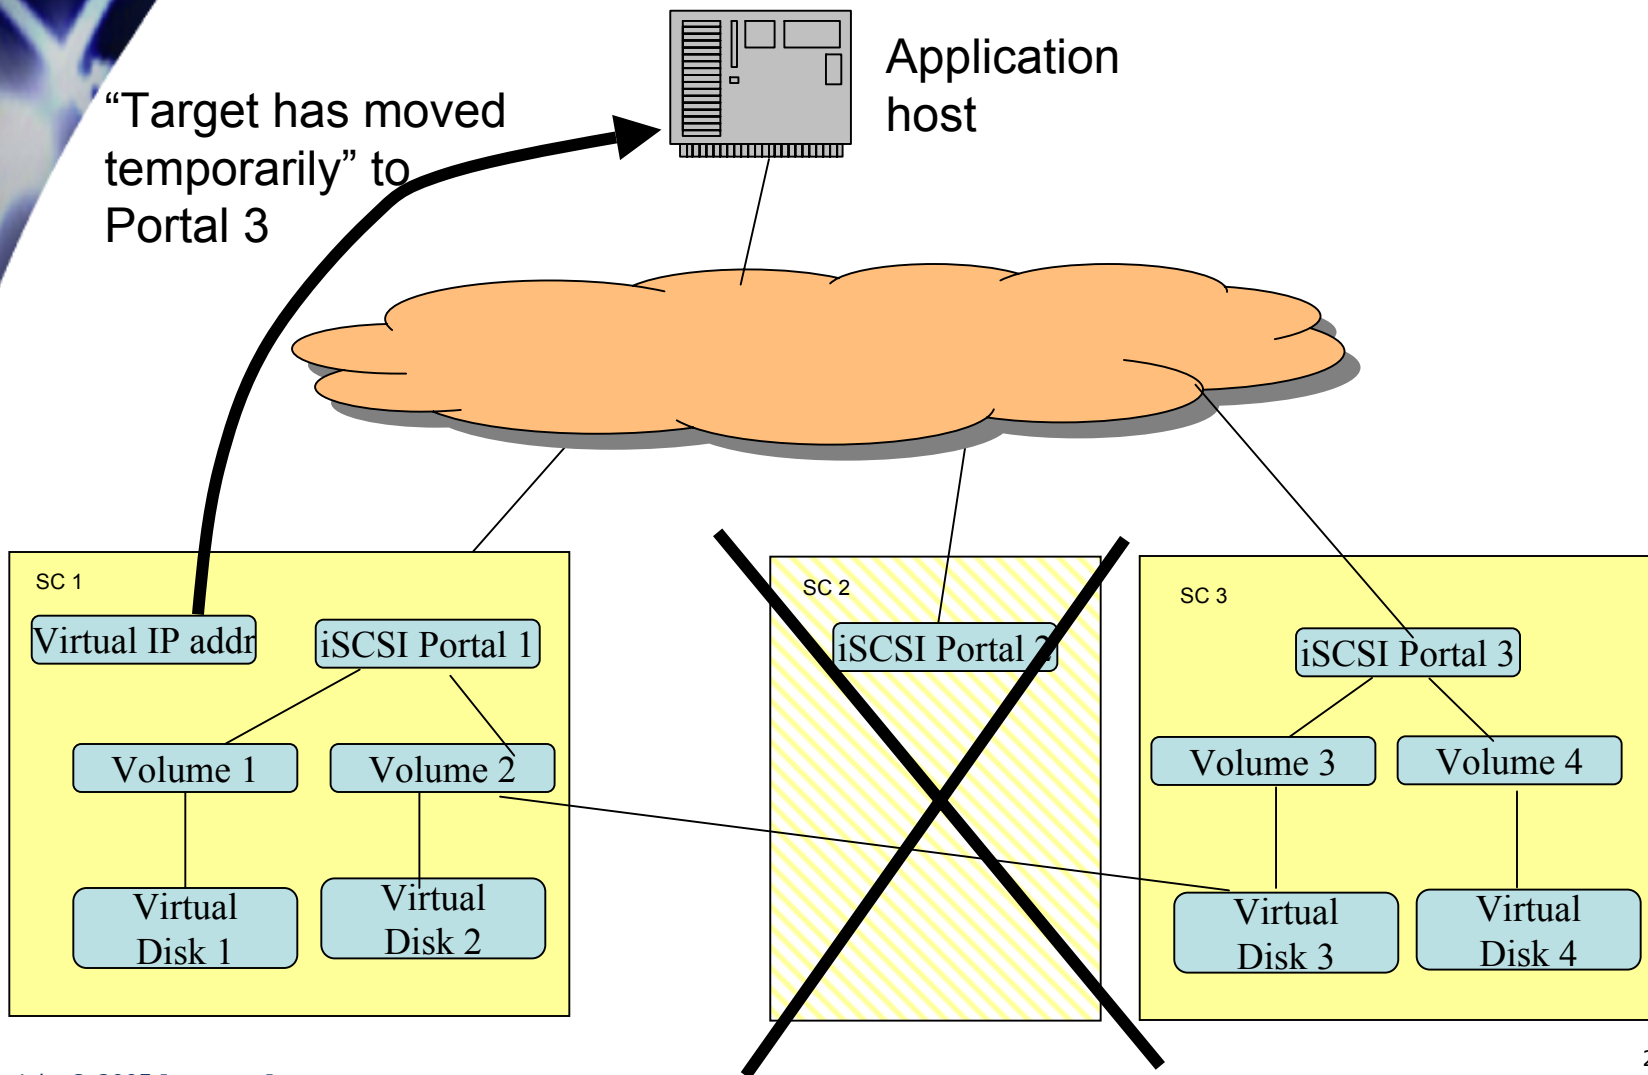 Application
host
“Target has moved
temporarily” to
Portal 3
SC 1
Virtual IP addr
iSCSI Portal 1
Volume 1
Volume 2
Virtual
Disk 1
Virtual
Disk 2
SC 2
iSCSI Portal 2
SC 3
iSCSI Portal 3
Volume 3
Volume 4
Virtual
Disk 3
Virtual
Disk 4
2